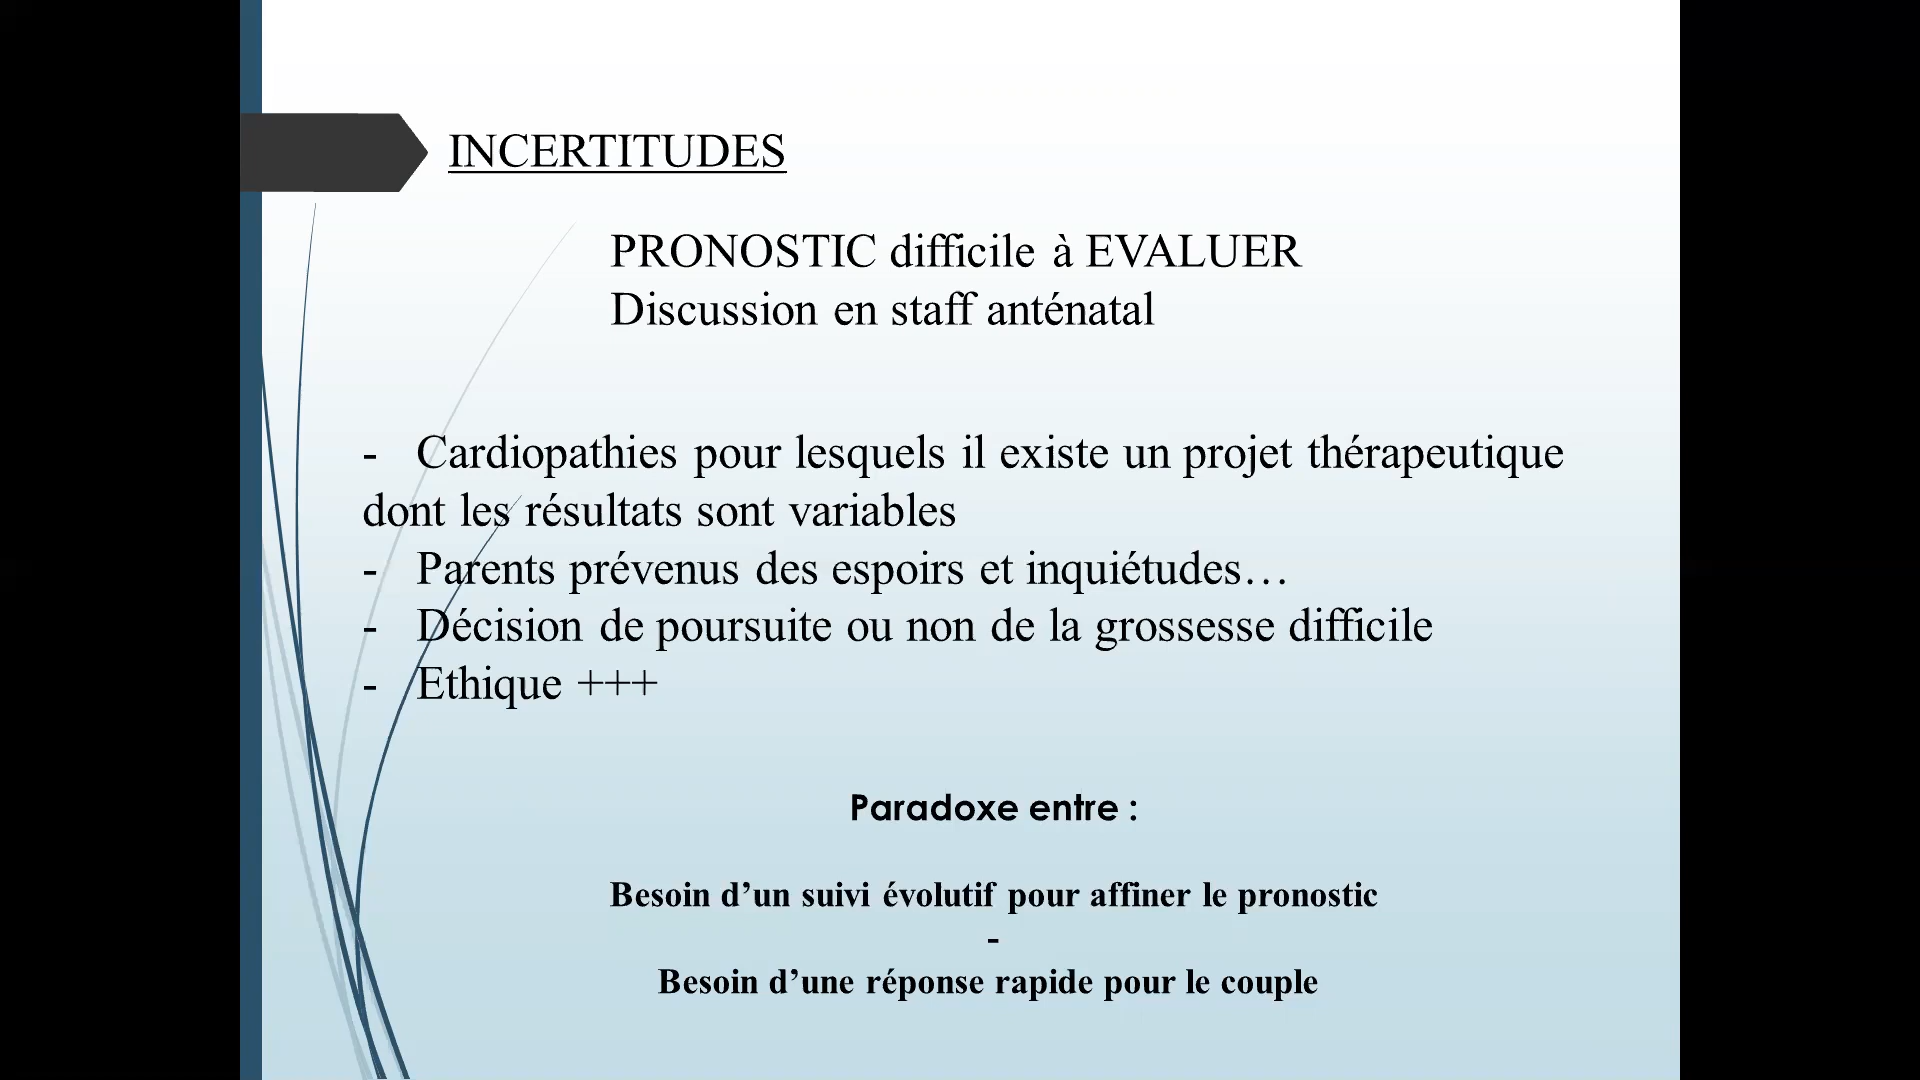 INCERTITUDES
PRONOSTIC difficile à EVALUER
Discussion en staff anténatal
- Cardiopathies pour lesquels il existe un projet thérapeutique
dont les résultats sont variables
- Parents prévenus des espoirs et inquiétudes…
- Décision de poursuite ou non de la grossesse difficile
- Ethique +++
Paradoxe entre :
Besoin d’un suivi évolutif pour affiner le pronostic
-
Besoin d’une réponse rapide pour le couple